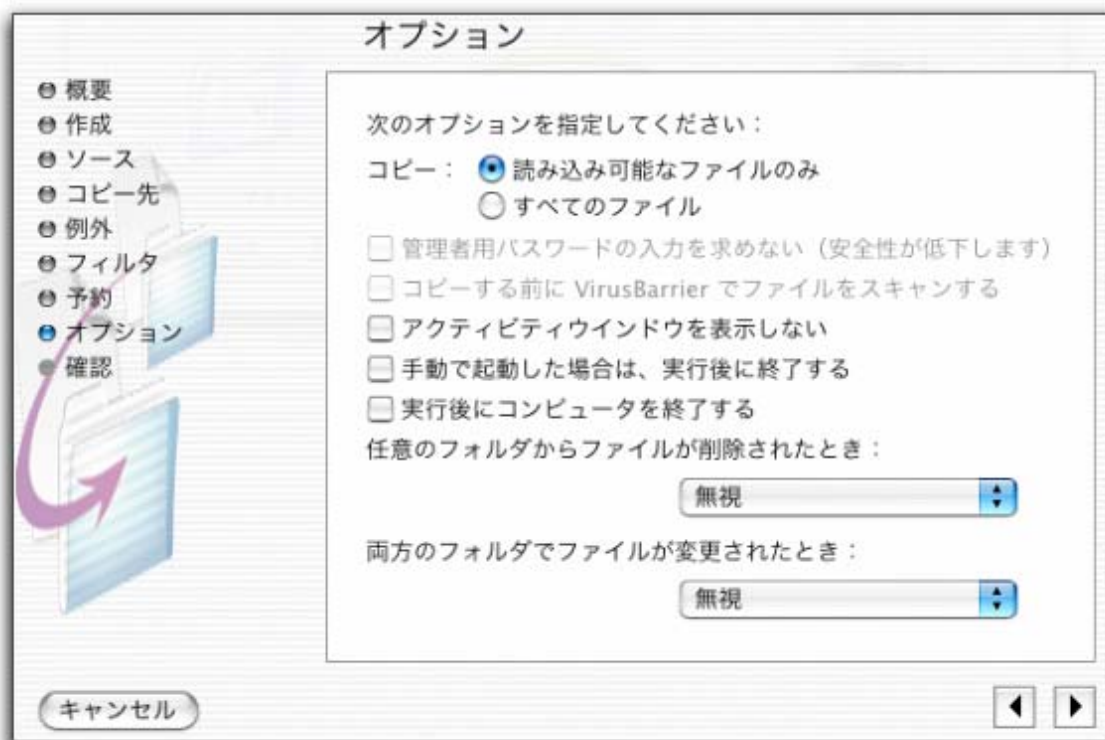 オプション
概要
作成
ソース
コピー先
例外
フィルタ
予約
オプション
確認
次のオプションを指定してください：
コピー： 読み込み可能なファイルのみ
すべてのファイル
管理者用パスワードの入力を求めない（安全性が低下します）
コピーする前に VirusBarrier でファイルをスキャンする
アクティビティウインドウを表示しない
手動で起動した場合は、実行後に終了する
実行後にコンピュータを終了する
任意のフォルダからファイルが削除されたとき：
無視
両方のフォルダでファイルが変更されたとき：
無視
キャンセル